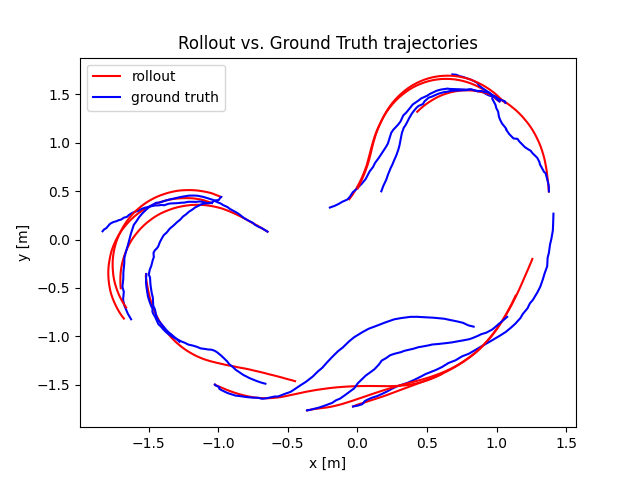 Rollout vs. Ground Truth trajectories
rollout
ground truth
1.5
1.0
0.5
0.0
−0.5
−1.0
−1.5
y [m]
−1.5 −1.0 −0.5 0.0 0.5 1.0 1.5
x [m]